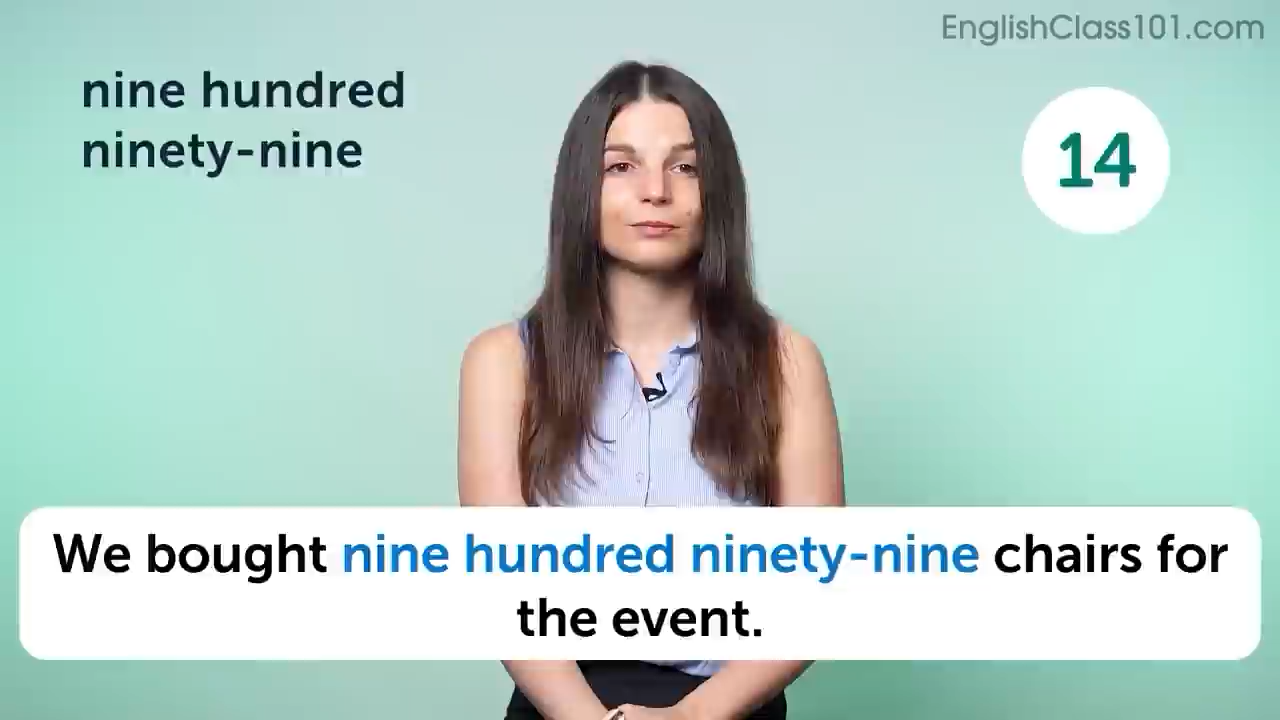 EnglishClass101.com
nine hundred
ninety-nine
14
We bought nine hundred ninety-nine chairs for
the event.